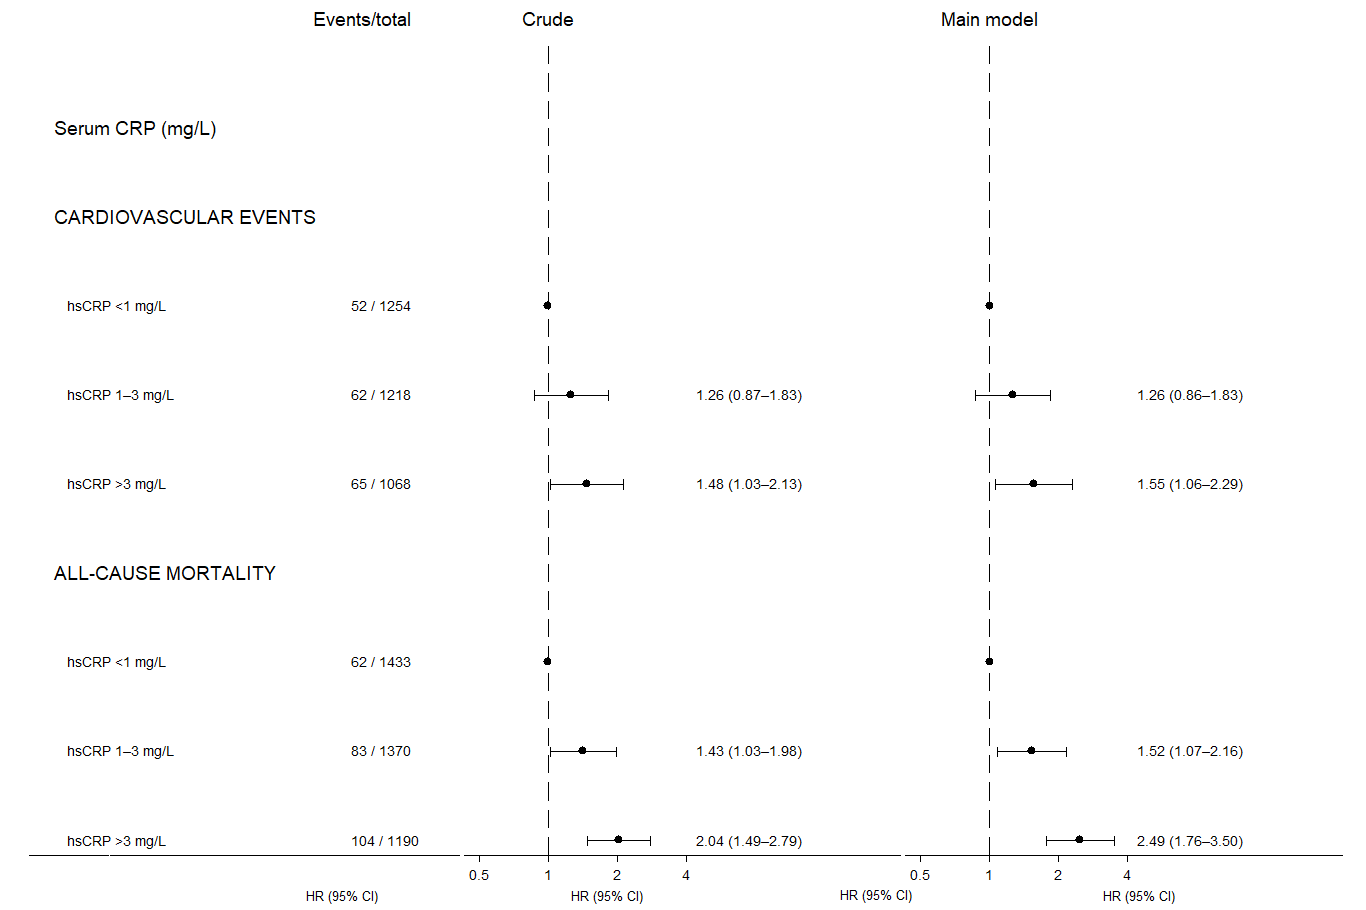 Events/total Crude Main model
Serum CRP (mg/L)
CARDIOVASCULAR EVENTS
hsCRP <1 mg/L 52 / 1254
hsCRP 1–3 mg/L 62 / 1218 1.26 (0.87–1.83) 1.26 (0.86–1.83)
hsCRP >3 mg/L 65 / 1068 1.48 (1.03–2.13) 1.55 (1.06–2.29)
ALL-CAUSE MORTALITY
hsCRP <1 mg/L 62 / 1433
hsCRP 1–3 mg/L 83 / 1370 1.43 (1.03–1.98) 1.52 (1.07–2.16)
hsCRP >3 mg/L 104 / 1190 2.04 (1.49–2.79) 2.49 (1.76–3.50)
0.5 1 2 4 0.5 1 2 4
HR (95% CI) HR (95% CI) HR (95% CI) HR (95% CI)